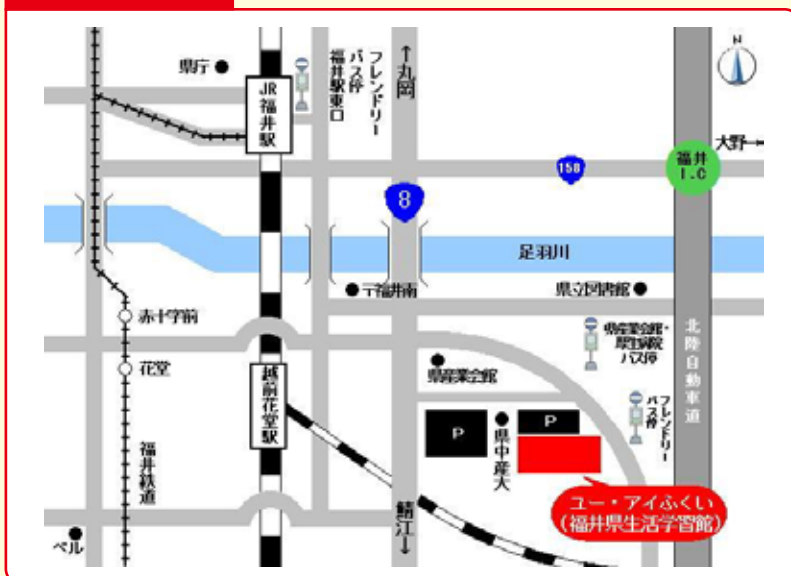 N
県庁
JR福井駅
フレンドリー
バス停
福井駅東口
↑丸岡
大野→
福井
I.C
158
8
足羽川
〒福井南
県立図書館
赤十字前
県産業会館・
厚生病院
バス停
北陸自動車道
県産業会館
花堂
越前花堂駅
フレンドリー
バス停
P
P
県中産大
福井鉄道
ユー・アイふくい
(福井県生活学習館)
鯖江↓
ベル